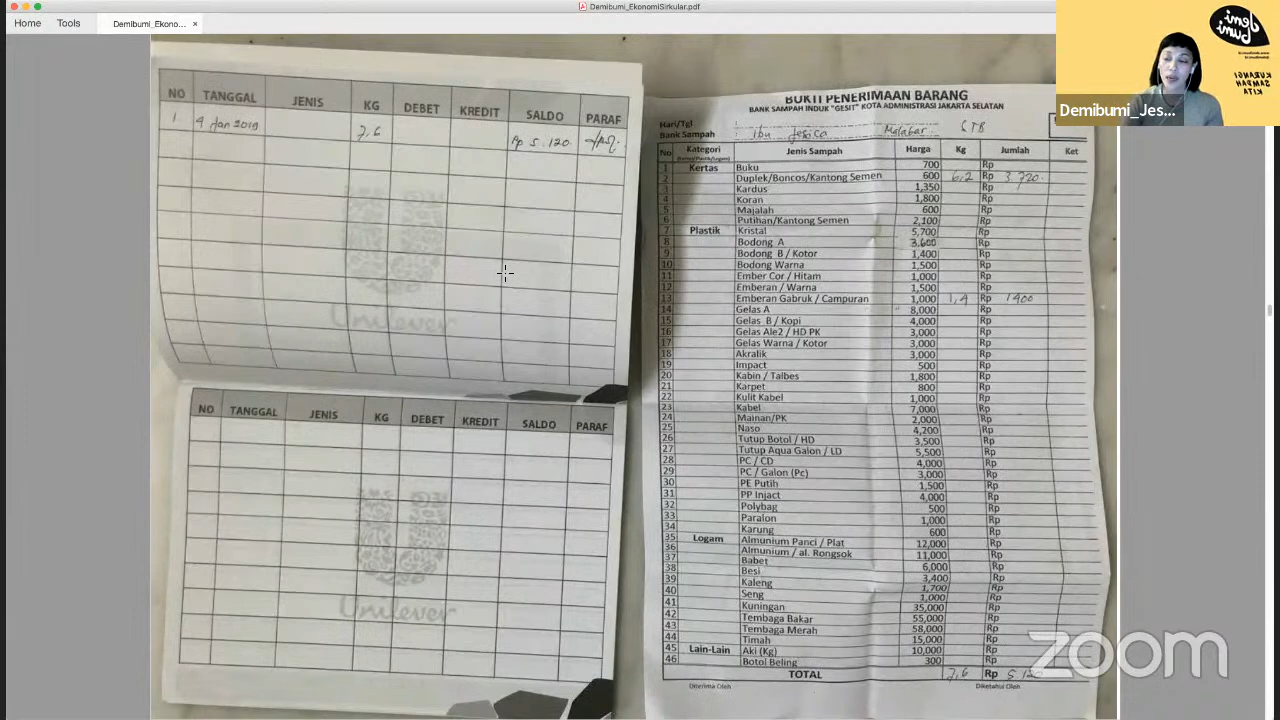 Demibumi_EkonomiSirkular.pdf
Home Tools Demibumi_Ekono... ×
demi bumi
KURANGI SAMPAH KITA
Demibumi_Jes...
NO TANGGAL JENIS KG DEBET KREDIT SALDO PARAF
1. 4 Jan 2019 7,6 Rp 5.120
Unilever
NO TANGGAL JENIS KG DEBET KREDIT SALDO PARAF
Unilever
BUKTI PENERIMAAN BARANG
BANK SAMPAH INDUK "GESIT" KOTA ADMINISTRASI JAKARTA SELATAN
Hari/Tgl :
Bank Sampah : Ibu Jesica Malabar STB
No Kategori Jenis Sampah Harga Kg Jumlah Ket
(Kertas/Plastik/Logam)
1 Kertas Buku 700 Rp
2 Duplek/Boncos/Kantong Semen 600 6,2 Rp 3.720
3 Kardus 1,350 Rp
4 Koran 1,800 Rp
5 Majalah 600 Rp
6 Putihan/Kantong Semen 2,100 Rp
7 Plastik Kristal 5,700 Rp
8 Bodong A 3,600 Rp
9 Bodong B / Kotor 1,400 Rp
10 Bodong Warna 1,500 Rp
11 Ember Cor / Hitam 1,000 Rp
12 Emberan / Warna 1,500 Rp
13 Emberan Gabruk / Campuran 1,000 1,4 Rp 1400
14 Gelas A 8,000 Rp
15 Gelas B / Kopi 4,000 Rp
16 Gelas Ale2 / HD PK 3,000 Rp
17 Gelas Warna / Kotor 3,000 Rp
18 Akralik 3,000 Rp
19 Impact 500 Rp
20 Kabin / Talbes 1,800 Rp
21 Karpet 800 Rp
22 Kulit Kabel 1,000 Rp
23 Kabel 7,000 Rp
24 Mainan/PK 2,000 Rp
25 Naso 4,200 Rp
26 Tutup Botol / HD 3,500 Rp
27 Tutup Aqua Galon / LD 5,500 Rp
28 PC / CD 4,000 Rp
29 PC / Galon (Pc) 3,000 Rp
30 PE Putih 1,500 Rp
31 PP Injact 4,000 Rp
32 Polybag 500 Rp
33 Paralon 1,000 Rp
34 Karung 600 Rp
35 Logam Almunium Panci / Plat 12,000 Rp
36 Almunium / al. Rongsok 11,000 Rp
37 Babet 6,000 Rp
38 Besi 3,400 Rp
39 Kaleng 1,700 Rp
40 Seng 1,000 Rp
41 Kuningan 35,000 Rp
42 Tembaga Bakar 55,000 Rp
43 Tembaga Merah 58,000 Rp
44 Timah 15,000 Rp
45 Lain-Lain Aki (Kg) 10,000 Rp
46 Botol Beling 300 Rp
TOTAL 7,6 Rp 5.120
Diterima Oleh Diketahui Oleh
zoom